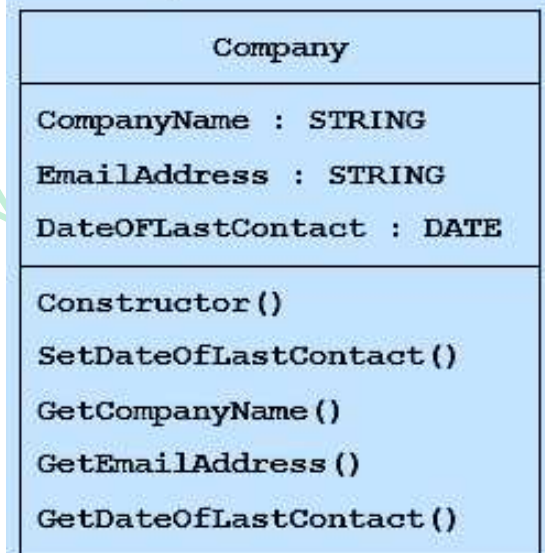 Company
CompanyName : STRING
EmailAddress : STRING
DateOFLastContact : DATE
Constructor()
SetDateOfLastContact()
GetCompanyName()
GetEmailAddress()
GetDateOfLastContact()